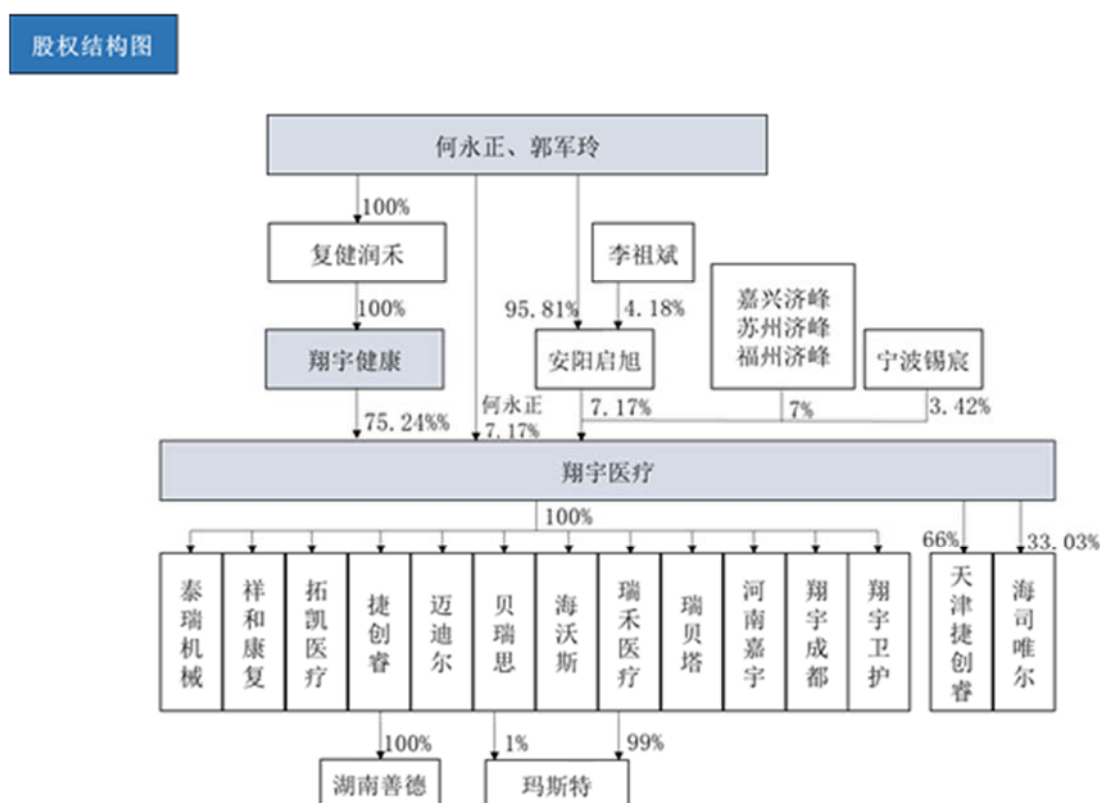 股权结构图
何永正、郭军玲
100%
复健润禾
李祖斌
100%
95.81%
4.18%
嘉兴济峰
苏州济峰
福州济峰
翔宇健康
安阳启旭
宁波锡宸
75.24%%
何永正
7.17%
7.17%
7%
3.42%
翔宇医疗
100%
66%
33.03%
泰瑞机械
祥和康复
拓凯医疗
捷创睿
迈迪尔
贝瑞思
海沃斯
瑞禾医疗
瑞贝塔
河南嘉宇
翔宇成都
翔宇卫护
天津捷创睿
海司唯尔
100%
1%
99%
湖南善德
玛斯特